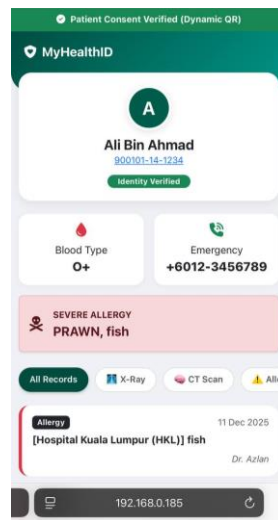 Patient Consent Verified (Dynamic QR)
MyHealthID
A
Ali Bin Ahmad
900101-14-1234
Identity Verified
Blood Type
O+
Emergency
+6012-3456789
SEVERE ALLERGY
PRAWN, fish
All Records
X-Ray
CT Scan
All
Allergy
11 Dec 2025
[Hospital Kuala Lumpur (HKL)] fish
Dr. Azlan
192.168.0.185